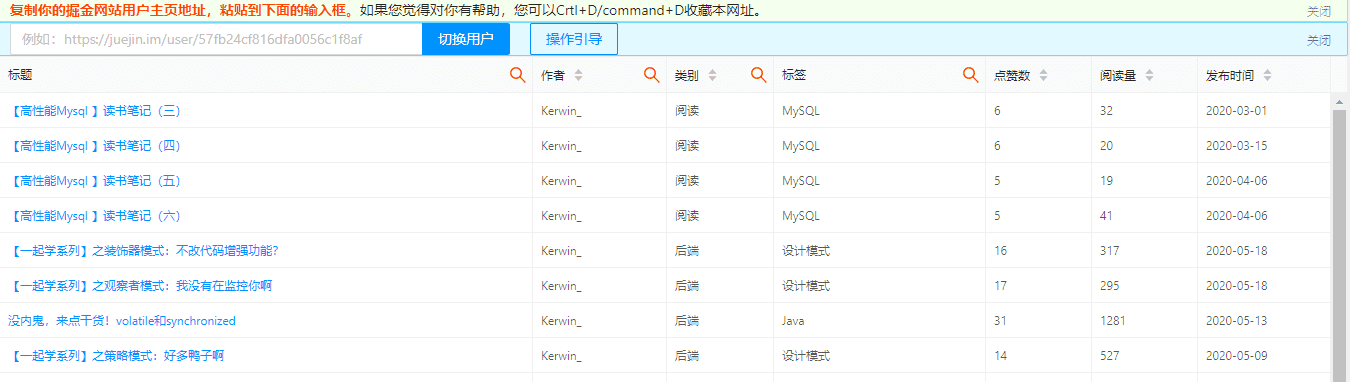 复制你的掘金网站用户主页地址，粘贴到下面的输入框。如果您觉得对你有帮助，您可以Crtl+D/command+D收藏本网址。 关闭
例如：https://juejin.im/user/57fb24cf816dfa0056c1f8af 切换用户 操作引导 关闭
标题 作者 类别 标签 点赞数 阅读量 发布时间
【高性能Mysql 】读书笔记（三） Kerwin_ 阅读 MySQL 6 32 2020-03-01
【高性能Mysql 】读书笔记（四） Kerwin_ 阅读 MySQL 6 20 2020-03-15
【高性能Mysql 】读书笔记（五） Kerwin_ 阅读 MySQL 5 19 2020-04-06
【高性能Mysql 】读书笔记（六） Kerwin_ 阅读 MySQL 5 41 2020-04-06
【一起学系列】之装饰器模式：不改代码增强功能？ Kerwin_ 后端 设计模式 16 317 2020-05-18
【一起学系列】之观察者模式：我没有在监控你啊 Kerwin_ 后端 设计模式 17 295 2020-05-18
没内鬼，来点干货！volatile和synchronized Kerwin_ 后端 Java 31 1281 2020-05-13
【一起学系列】之策略模式：好多鸭子啊 Kerwin_ 后端 设计模式 14 527 2020-05-09